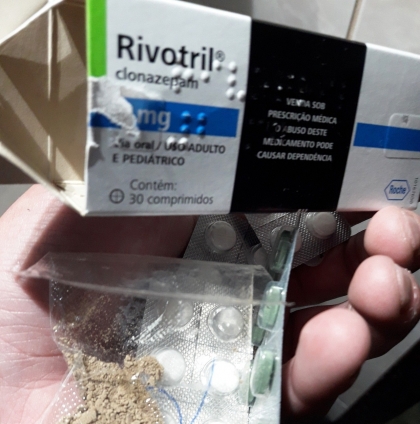 Rivotril®
clonazepam
mg
Via oral / USO ADULTO
E PEDIÁTRICO
Contém:
30 comprimidos
VENDA SOB
PRESCRIÇÃO MÉDICA
O ABUSO DESTE
MEDICAMENTO PODE
CAUSAR DEPENDÊNCIA
Roche